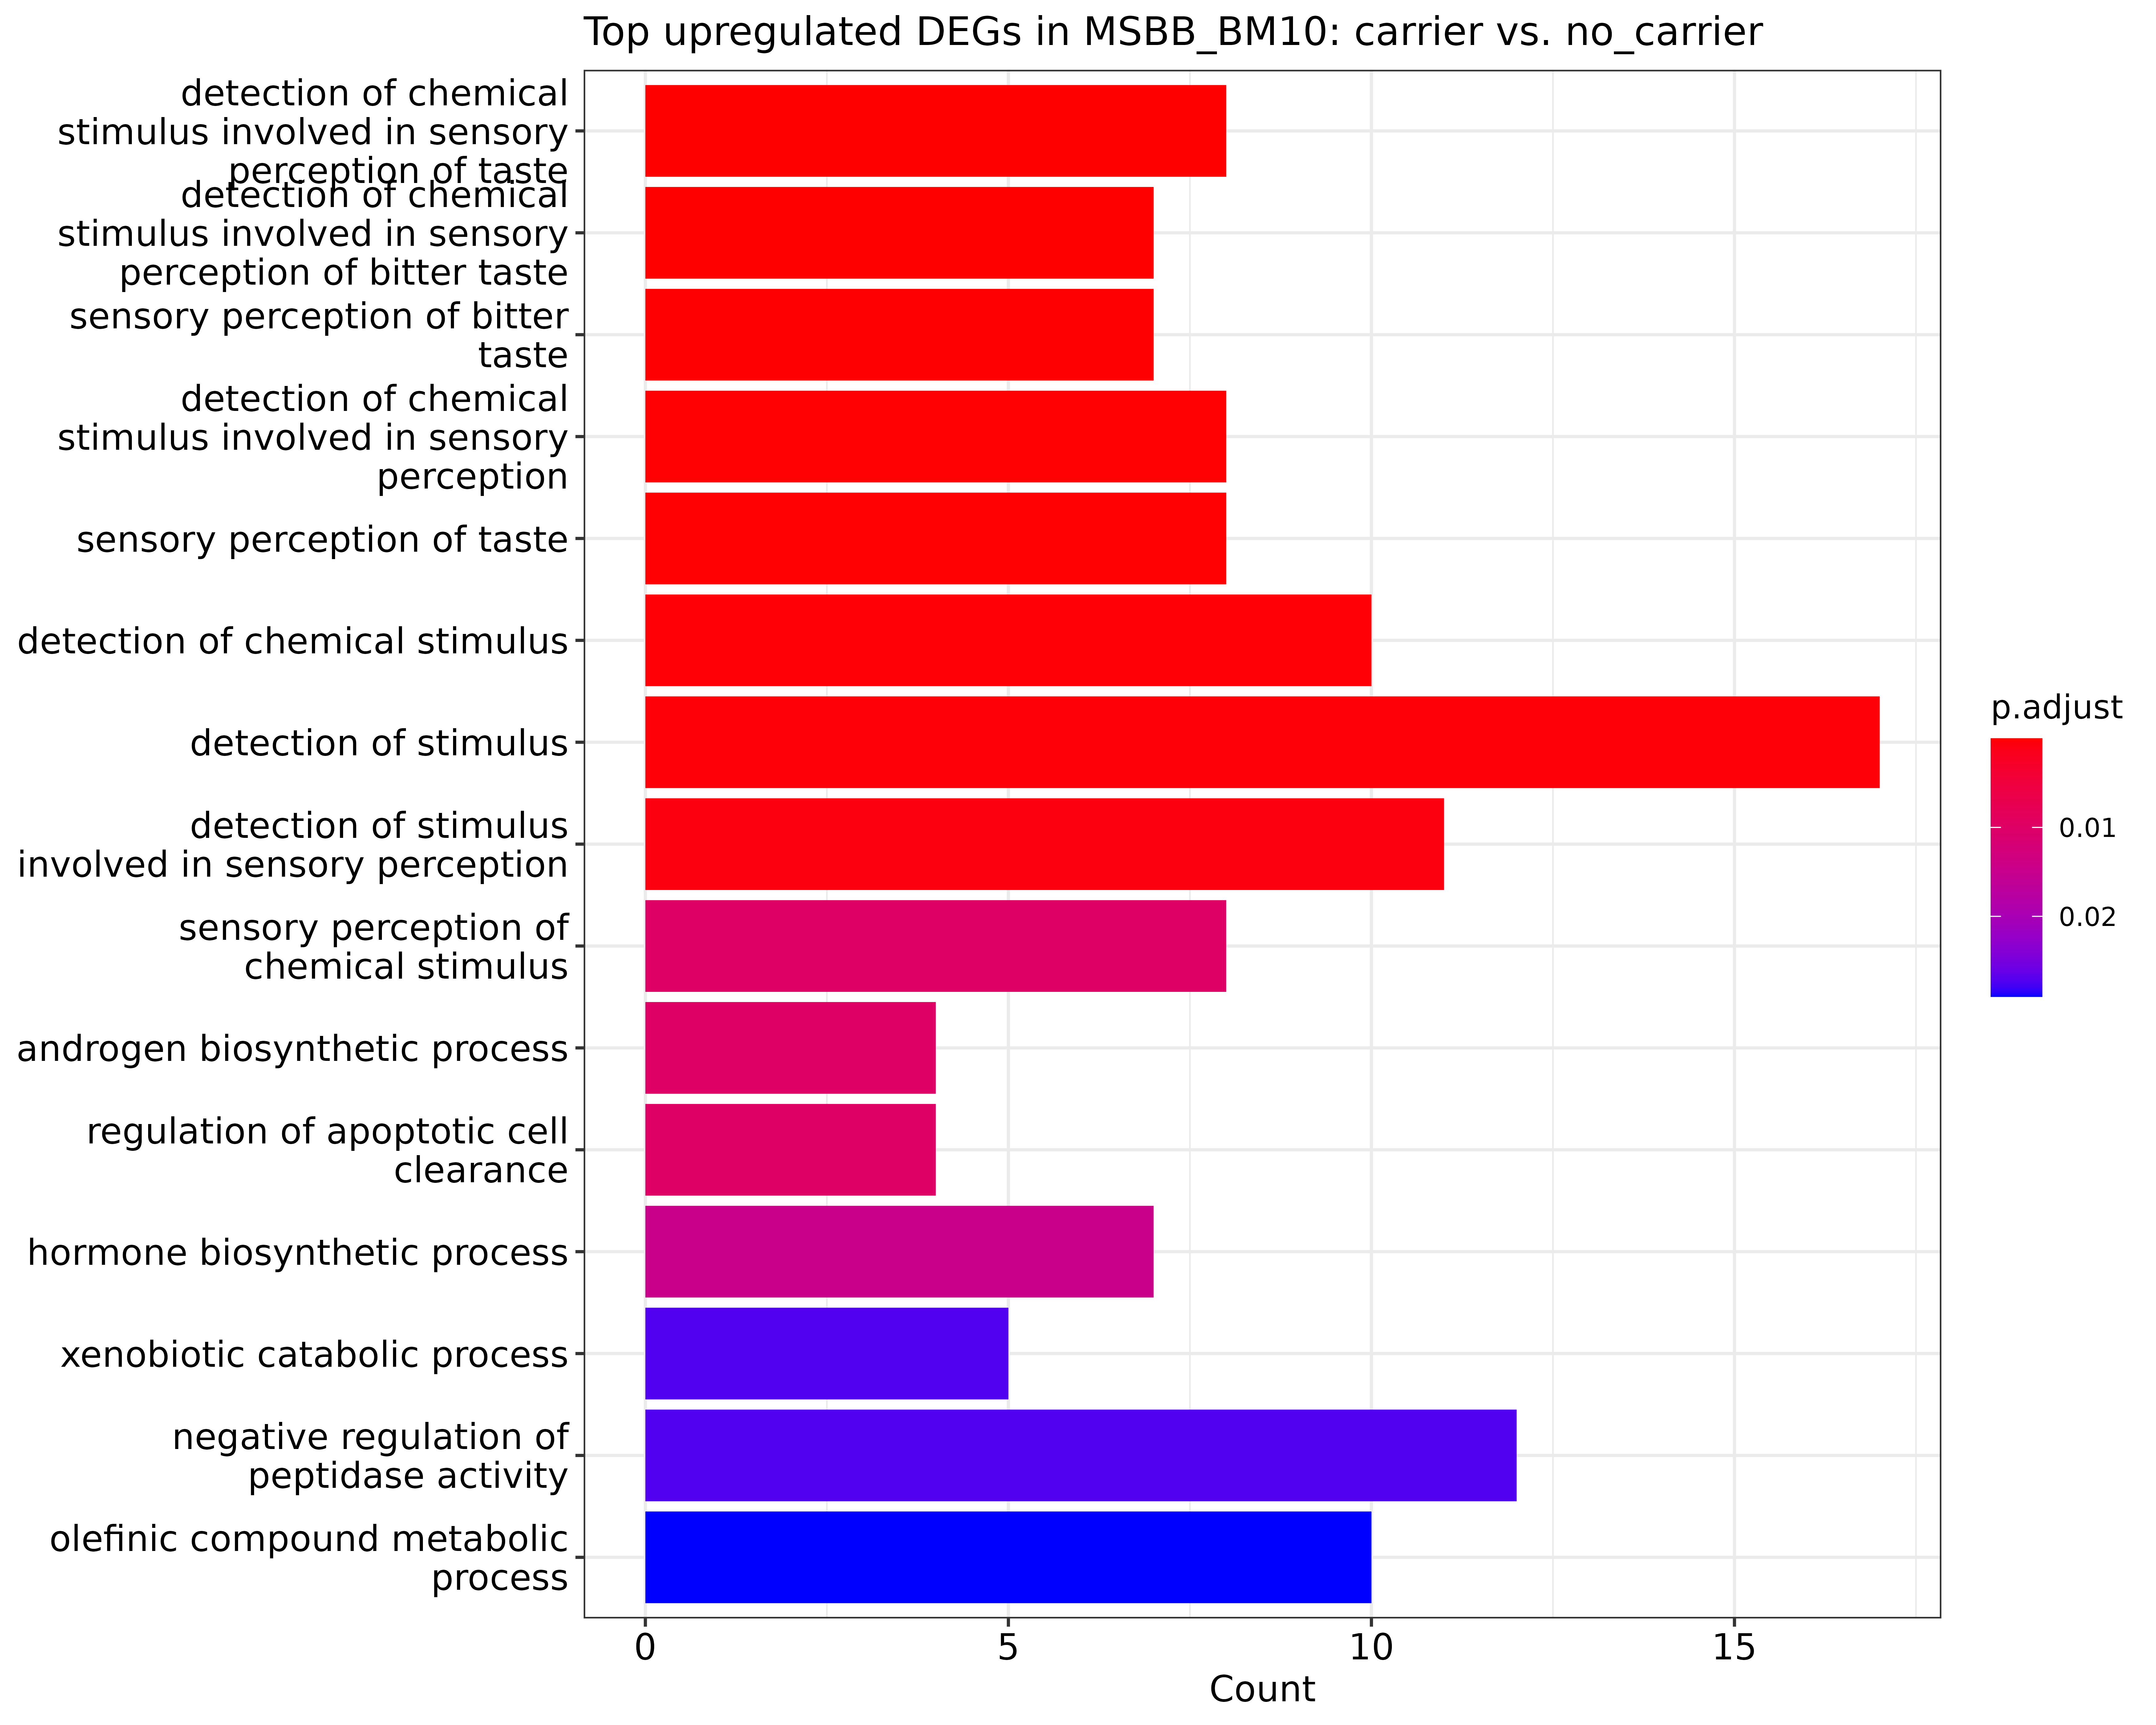 Top upregulated DEGs in MSBB_BM10: carrier vs. no_carrier
detection of chemical
stimulus involved in sensory
perception of taste
detection of chemical
stimulus involved in sensory
perception of bitter taste
sensory perception of bitter
taste
detection of chemical
stimulus involved in sensory
perception
sensory perception of taste
detection of chemical stimulus
detection of stimulus
detection of stimulus
involved in sensory perception
sensory perception of
chemical stimulus
androgen biosynthetic process
regulation of apoptotic cell
clearance
hormone biosynthetic process
xenobiotic catabolic process
negative regulation of
peptidase activity
olefinic compound metabolic
process
0 5 10 15
Count
p.adjust
0.01
0.02